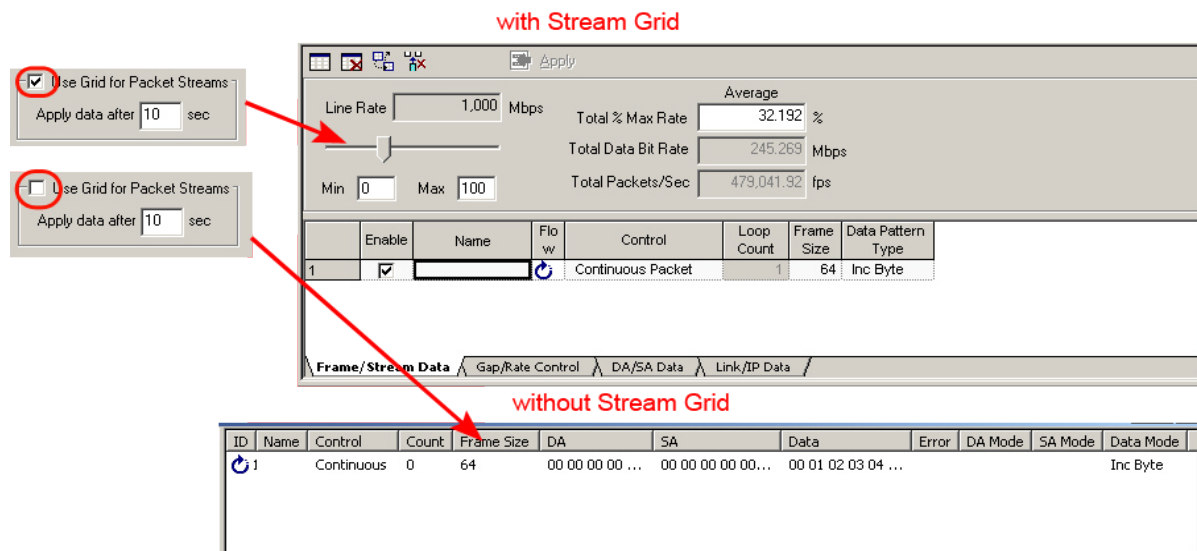 with Stream Grid
Use Grid for Packet Streams
Apply data after 10 sec
Use Grid for Packet Streams
Apply data after 10 sec
Apply
Line Rate 1,000 Mbps
Min 0 Max 100
Average
Total % Max Rate 32.192 %
Total Data Bit Rate 245.269 Mbps
Total Packets/Sec 479,041.92 fps
Enable Name Flo w Control Loop Count Frame Size Data Pattern Type
1 Continuous Packet 1 64 Inc Byte
Frame/Stream Data Gap/Rate Control DA/SA Data Link/IP Data
without Stream Grid
ID Name Control Count Frame Size DA SA Data Error DA Mode SA Mode Data Mode
1 Continuous 0 64 00 00 00 00 ... 00 00 00 00 00... 00 01 02 03 04 ... Inc Byte